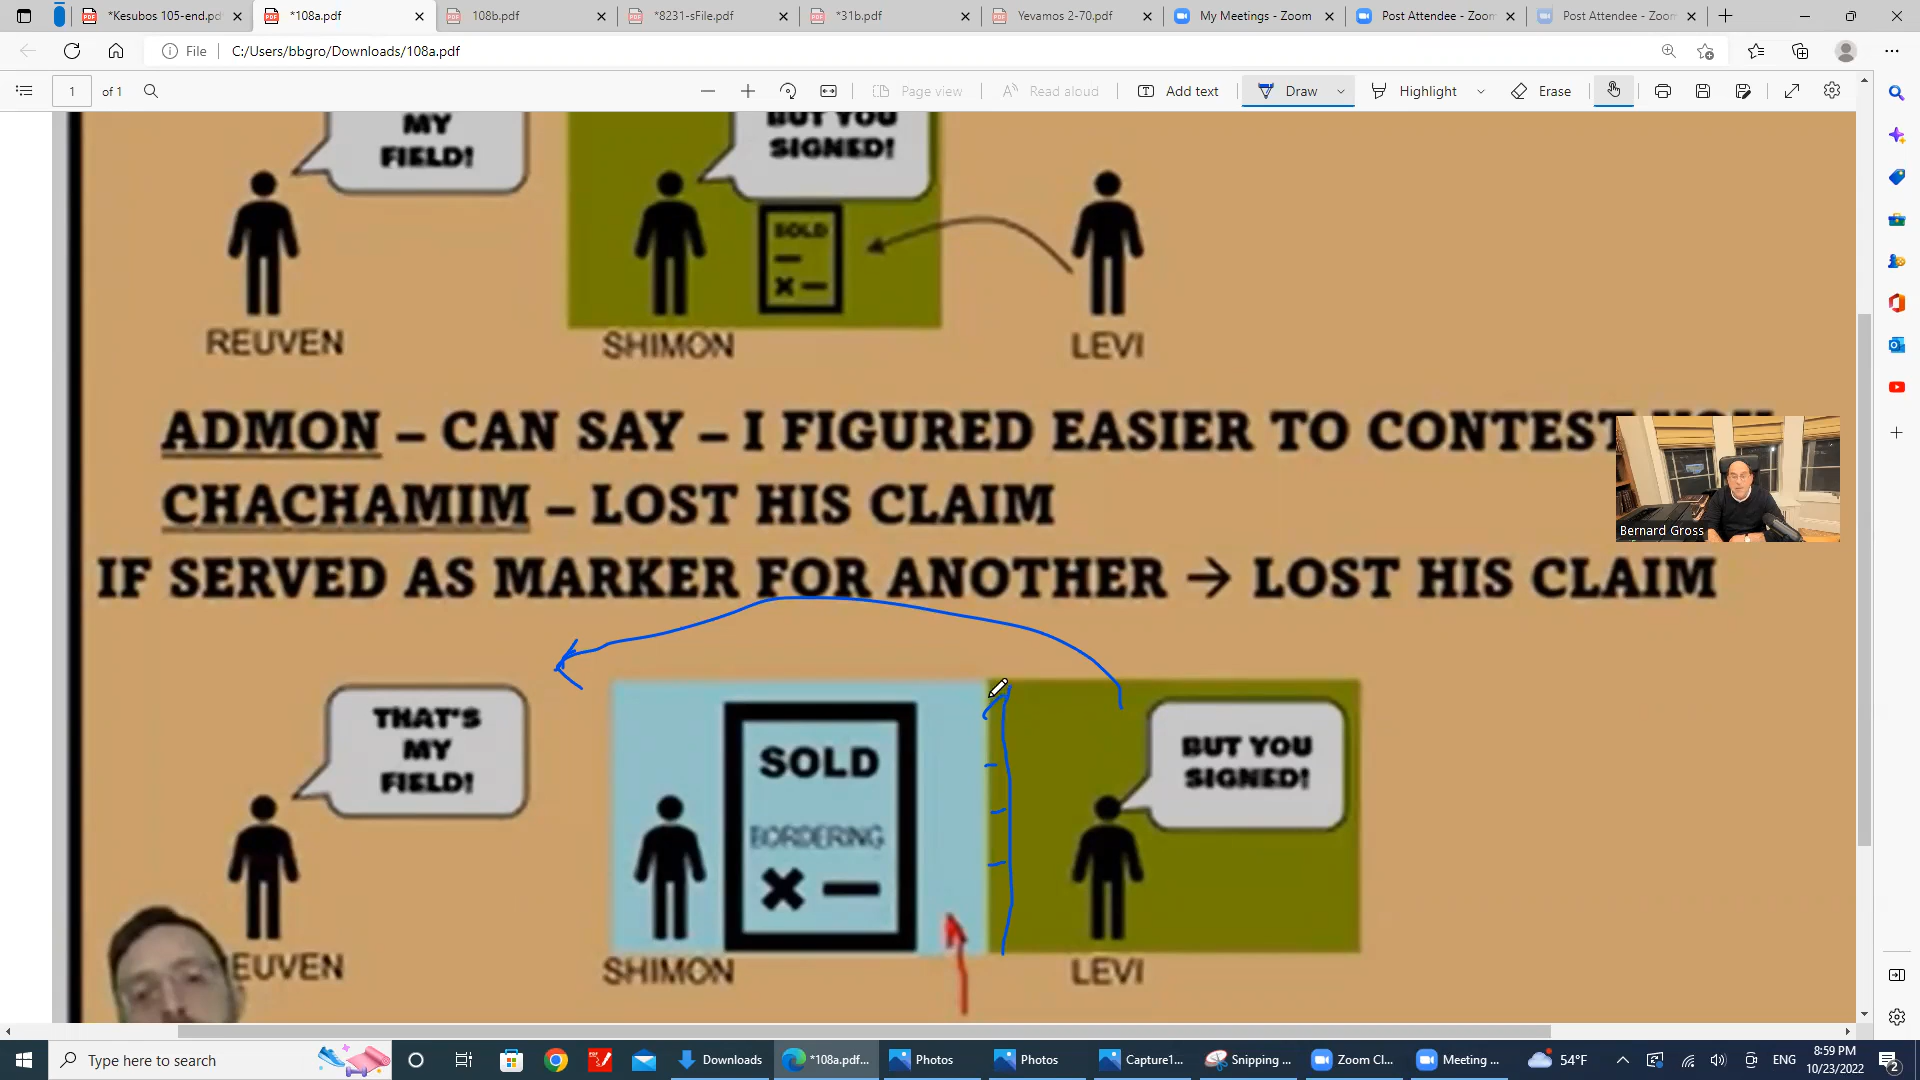 *Kesubos 105-end.pd
*108a.pdf
108b.pdf
*8231-sFile.pdf
*31b.pdf
Yevamos 2-70.pdf
My Meetings - Zoom
Post Attendee - Zoom
Post Attendee - Zoom
File
C:/Users/bbgro/Downloads/108a.pdf
1
of 1
Page view
Read aloud
Add text
Draw
Highlight
Erase
MY
FIELD!
BUT YOU
SIGNED!
SOLD
REUVEN
SHIMON
LEVI
ADMON – CAN SAY – I FIGURED EASIER TO CONTEST
CHACHAMIM – LOST HIS CLAIM
Bernard Gross
IF SERVED AS MARKER FOR ANOTHER → LOST HIS CLAIM
THAT'S
MY
FIELD!
SOLD
BORDERING
BUT YOU
SIGNED!
EUVEN
SHIMON
LEVI
Type here to search
Downloads
*108a.pdf...
Photos
Photos
Capture1...
Snipping ...
Zoom Cl...
Meeting ...
54°F
ENG
8:59 PM
10/23/2022
2